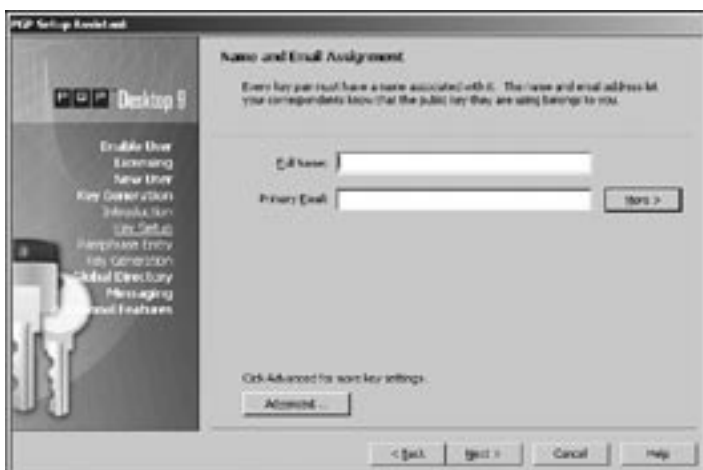 PGP Setup Assistant
PGP Desktop 9
Enable User
Licensing
New User
Key Generation
Introduction
Key Setup
Passphrase Entry
Key Generation
Global Directory
Messaging
Features
Name and Email Assignment
Every key pair must have a name associated with it. The name and email address let
your correspondents know that the public key they are using belongs to you.
Full Name:
Primary Email:
More >
Click Advanced for more key settings.
Advanced ...
< Back
Next >
Cancel
Help